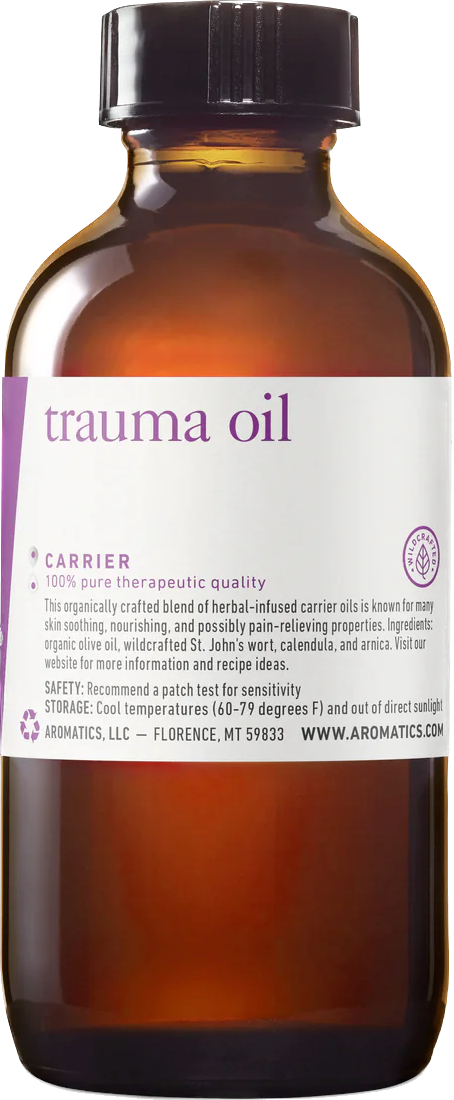 trauma oil
WILDCRAFTED
CARRIER
100% pure therapeutic quality
This organically crafted blend of herbal-infused carrier oils is known for many
skin soothing, nourishing, and possibly pain-relieving properties. Ingredients:
organic olive oil, wildcrafted St. John's wort, calendula, and arnica. Visit our
website for more information and recipe ideas.
SAFETY: Recommend a patch test for sensitivity
STORAGE: Cool temperatures (60-79 degrees F) and out of direct sunlight
AROMATICS, LLC — FLORENCE, MT 59833 WWW.AROMATICS.COM